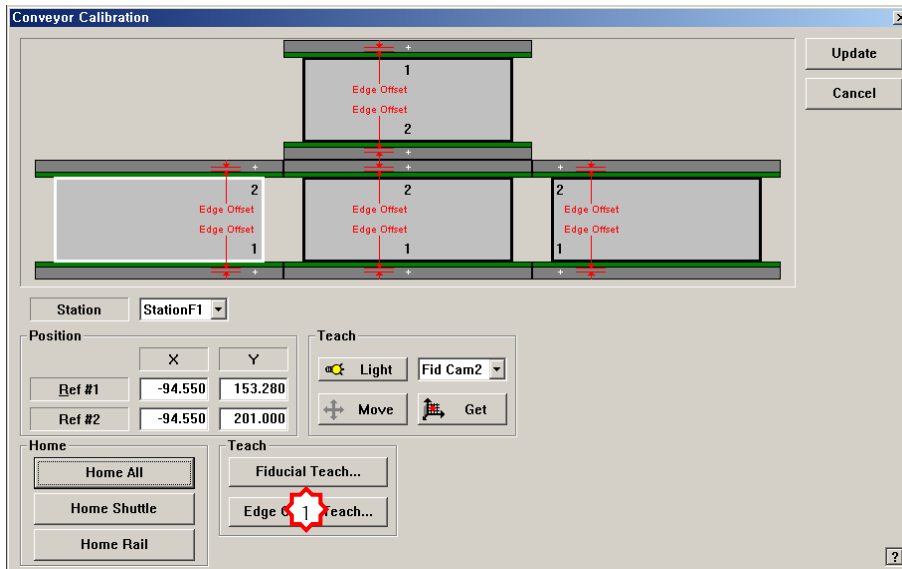 Conveyor Calibration
Update
Cancel
1
Edge Offset
Edge Offset
2
2
Edge Offset
Edge Offset
1
2
Edge Offset
Edge Offset
1
2
Edge Offset
Edge Offset
1
Station StationF1
Position
X Y
Ref #1 -94.550 153.280
Ref #2 -94.550 201.000
Teach
Light Fid Cam2
Move Get
Home
Home All
Home Shuttle
Home Rail
Teach
Fiducial Teach...
Edge Teach...
1
?